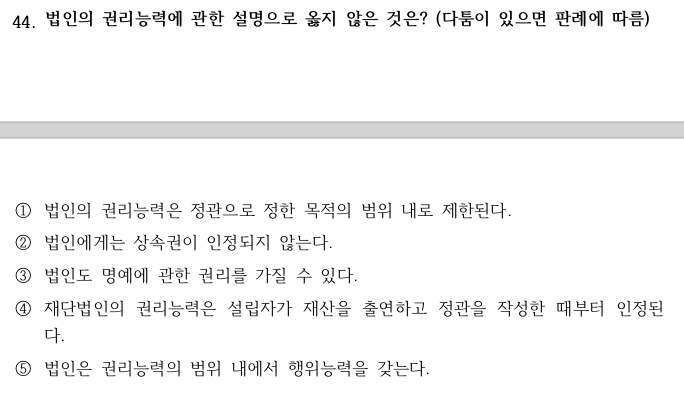 44. 법인의 권리능력에 관한 설명으로 옳지 않은 것은? (다툼이 있으면 판례에 따름)
① 법인의 권리능력은 정관으로 정한 목적의 범위 내로 제한된다.
② 법인에게는 상속권이 인정되지 않는다.
③ 법인도 명예에 관한 권리를 가질 수 있다.
④ 재단법인의 권리능력은 설립자가 재산을 출연하고 정관을 작성한 때부터 인정된
다.
⑤ 법인은 권리능력의 범위 내에서 행위능력을 갖는다.